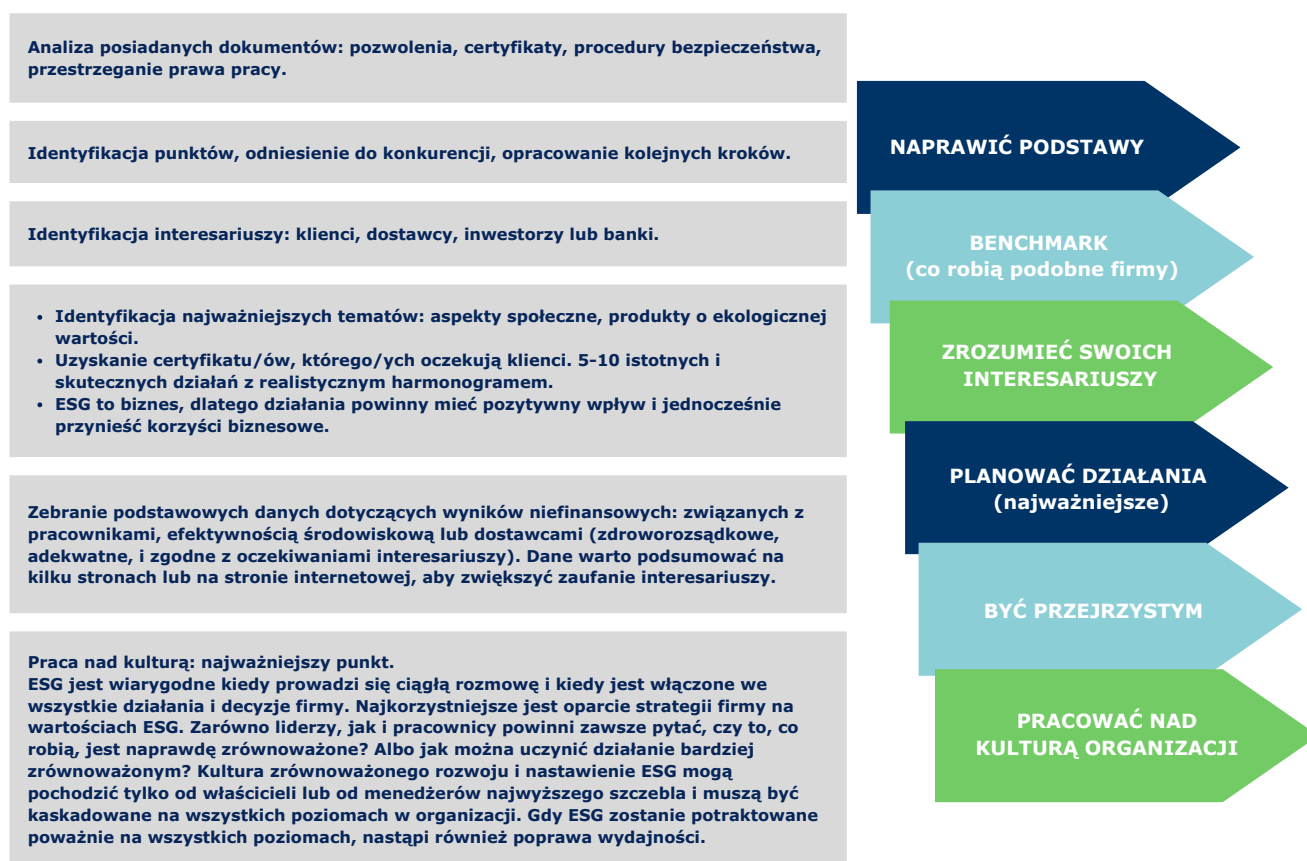 Analiza posiadanych dokumentów: pozwolenia, certyfikaty, procedury bezpieczeństwa,
przestrzeganie prawa pracy.
NAPRAWIĆ PODSTAWY
Identyfikacja punktów, odniesienie do konkurencji, opracowanie kolejnych kroków.
BENCHMARK
(co robią podobne firmy)
Identyfikacja interesariuszy: klienci, dostawcy, inwestorzy lub banki.
ZROZUMIEĆ SWOICH
INTERESARIUSZY
• Identyfikacja najważniejszych tematów: aspekty społeczne, produkty o ekologicznej
wartości.
• Uzyskanie certyfikatu/ów, którego/ych oczekują klienci. 5-10 istotnych i
skutecznych działań z realistycznym harmonogramem.
• ESG to biznes, dlatego działania powinny mieć pozytywny wpływ i jednocześnie
przynieść korzyści biznesowe.
PLANOWAĆ DZIAŁANIA
(najważniejsze)
Zebranie podstawowych danych dotyczących wyników niefinansowych: związanych z
pracownikami, efektywnością środowiskową lub dostawcami (zdroworozsądkowe,
adekwatne, i zgodne z oczekiwaniami interesariuszy). Dane warto podsumować na
kilku stronach lub na stronie internetowej, aby zwiększyć zaufanie interesariuszy.
BYĆ PRZEJRZYSTYM
Praca nad kulturą: najważniejszy punkt.
ESG jest wiarygodne kiedy prowadzi się ciągłą rozmowę i kiedy jest włączone we
wszystkie działania i decyzje firmy. Najkorzystniejsze jest oparcie strategii firmy na
wartościach ESG. Zarówno liderzy, jak i pracownicy powinni zawsze pytać, czy to, co
robią, jest naprawdę zrównoważone? Albo jak można uczynić działanie bardziej
zrównoważonym? Kultura zrównoważonego rozwoju i nastawienie ESG mogą
pochodzić tylko od właścicieli lub od menedżerów najwyższego szczebla i muszą być
kaskadowane na wszystkich poziomach w organizacji. Gdy ESG zostanie potraktowane
poważnie na wszystkich poziomach, nastąpi również poprawa wydajności.
PRACOWAĆ NAD
KULTURĄ ORGANIZACJI